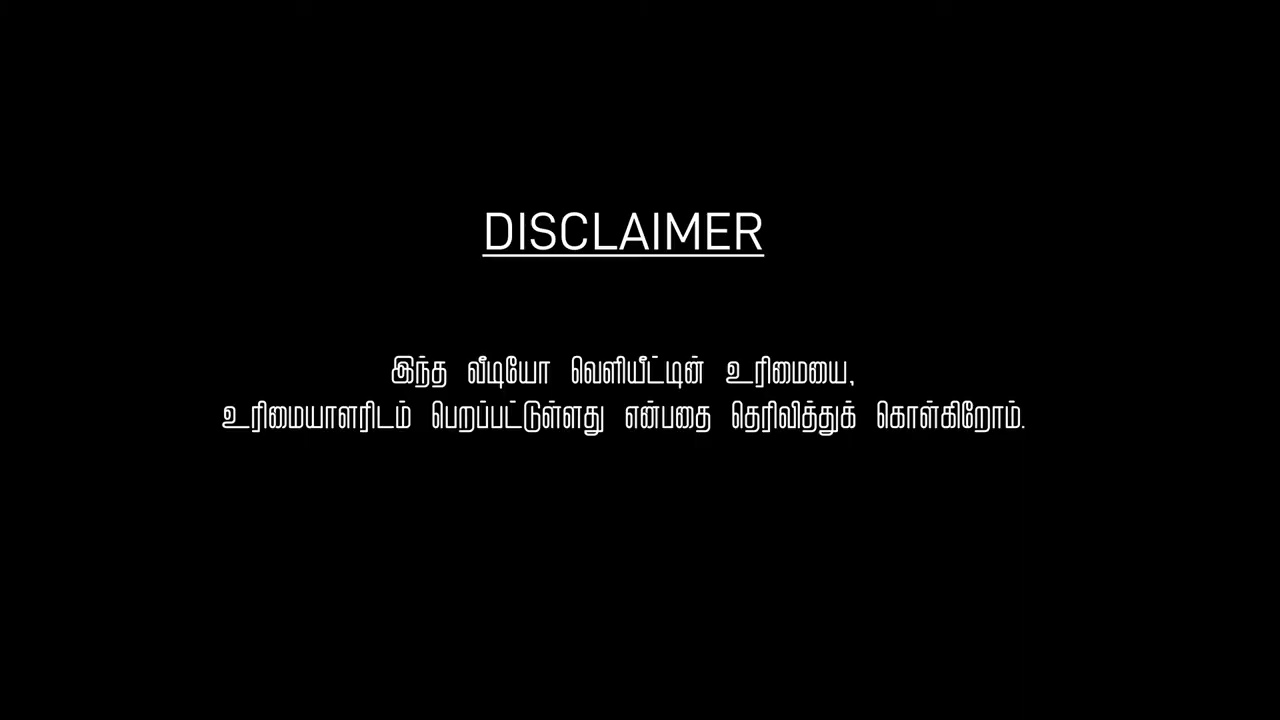 DISCLAIMER
இந்த வீடியோ வெளியீட்டின் உரிமையை,
உரிமையாளரிடம் பெறப்பட்டுள்ளது என்பதை தெரிவித்துக் கொள்கிறோம்.